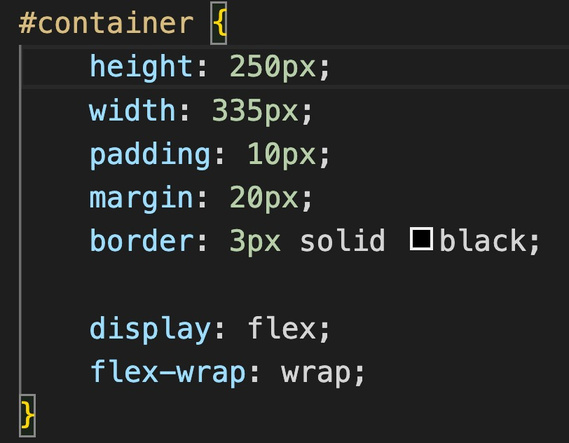 #container {
    height: 250px;
    width: 335px;
    padding: 10px;
    margin: 20px;
    border: 3px solid black;

    display: flex;
    flex-wrap: wrap;
}